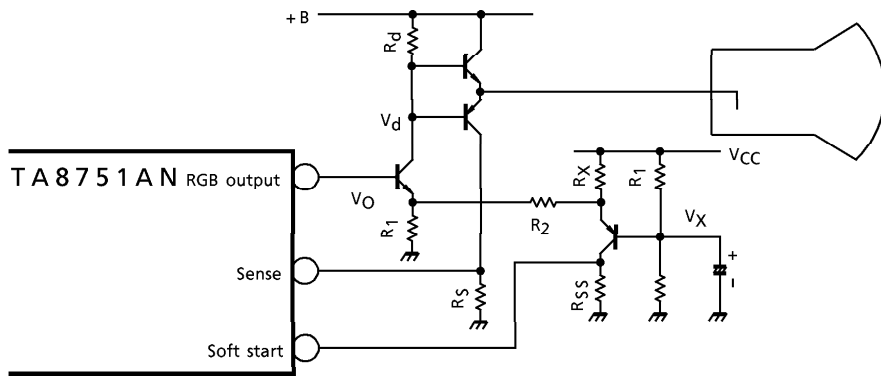 +B
Rd
Vd
TA8751AN RGB output
VO
R1
R2
RX
R1
VCC
VX
+
-
Sense
RS
RSS
Soft start